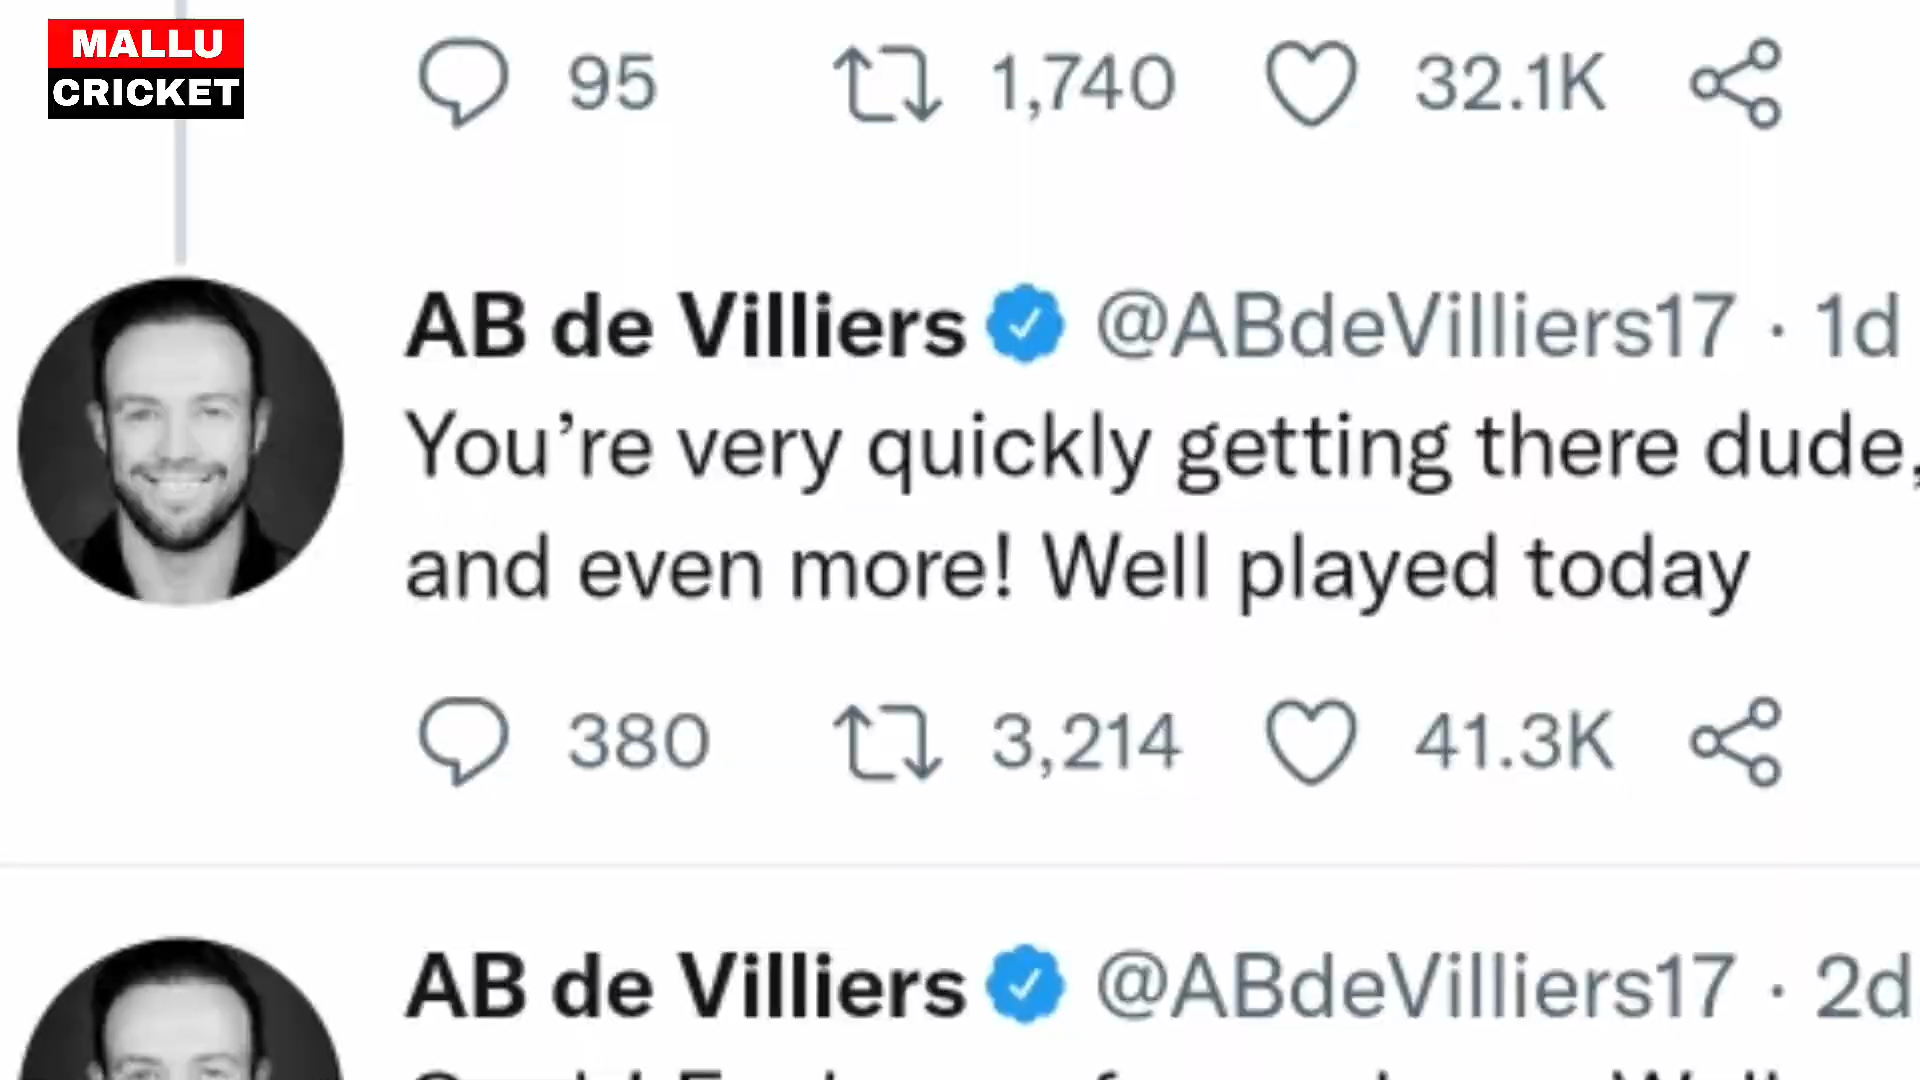 MALLU
CRICKET
95 1,740 32.1K
AB de Villiers @ABdeVilliers17 · 1d
You’re very quickly getting there dude,
and even more! Well played today
380 3,214 41.3K
AB de Villiers @ABdeVilliers17 · 2d